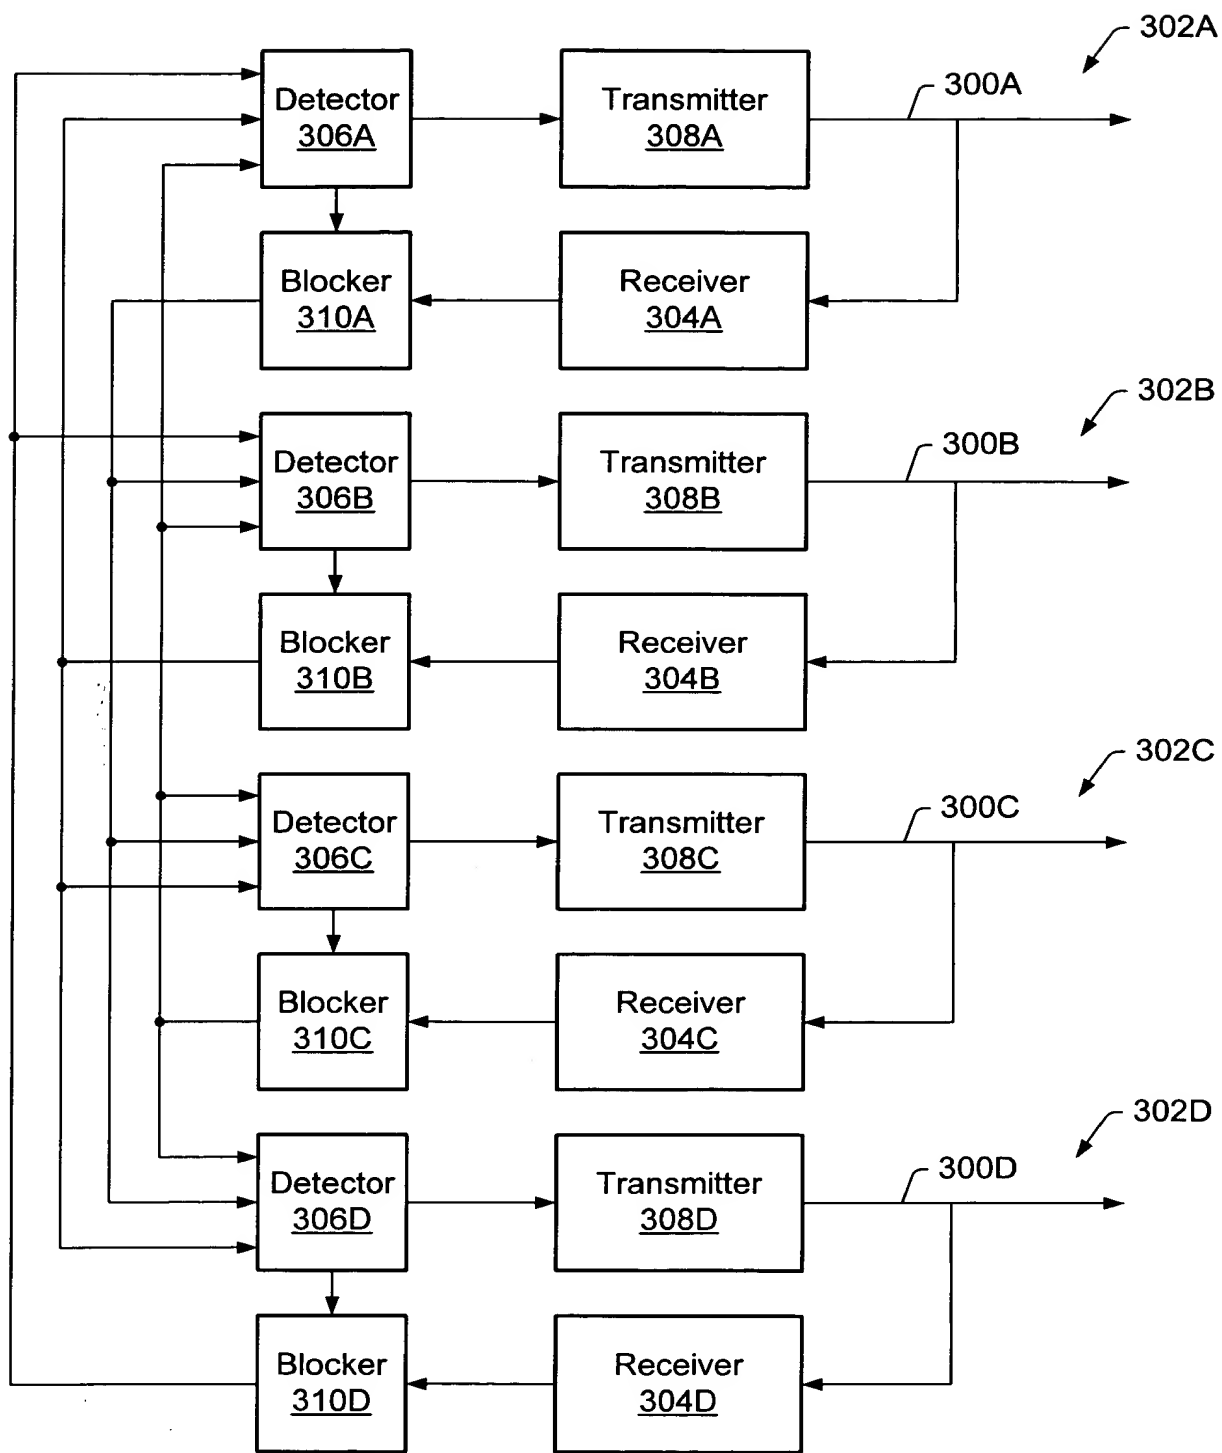 302A
300A
Detector
306A
Transmitter
308A
Blocker
310A
Receiver
304A
302B
300B
Detector
306B
Transmitter
308B
Blocker
310B
Receiver
304B
302C
300C
Detector
306C
Transmitter
308C
Blocker
310C
Receiver
304C
302D
300D
Detector
306D
Transmitter
308D
Blocker
310D
Receiver
304D